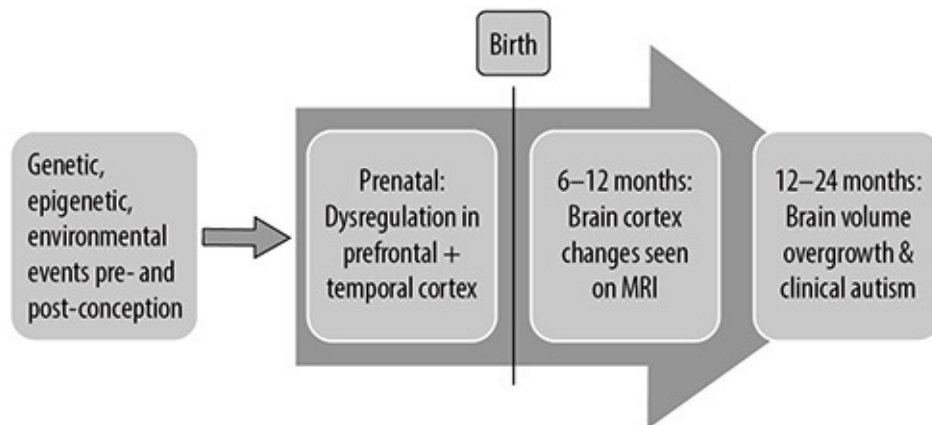 Birth
Genetic,
epigenetic,
environmental
events pre- and
post-conception
Prenatal:
Dysregulation in
prefrontal +
temporal cortex
6–12 months:
Brain cortex
changes seen
on MRI
12–24 months:
Brain volume
overgrowth &
clinical autism